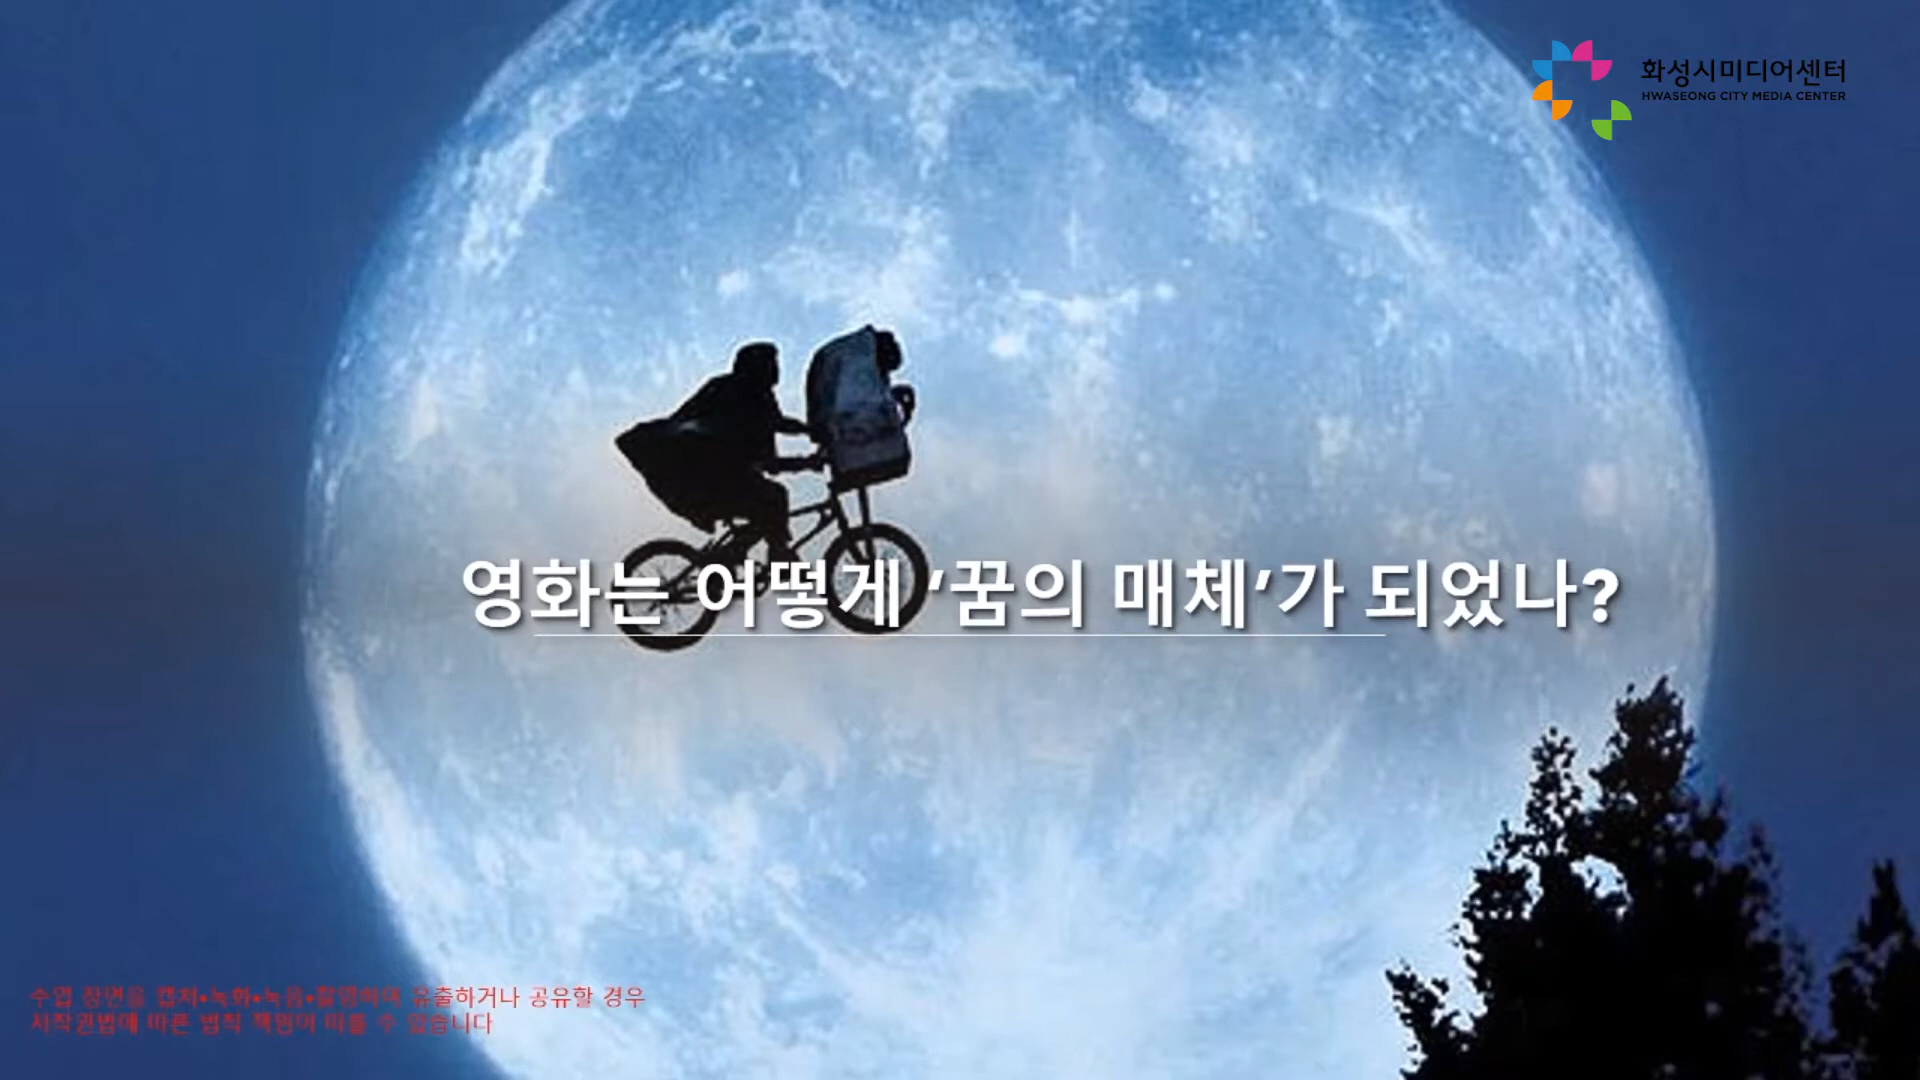 화성시미디어센터
HWASEONG CITY MEDIA CENTER
영화는 어떻게 '꿈의 매체'가 되었나?
수업 장면을 캡처•녹화•녹음•촬영하여 유출하거나 공유할 경우
저작권법에 따른 법적 책임이 따를 수 있습니다